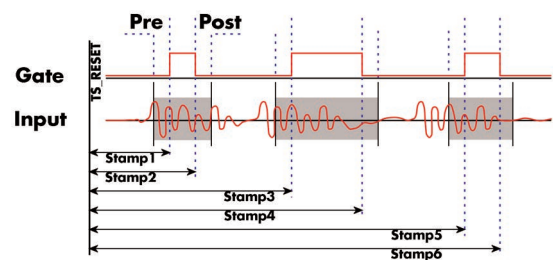 Pre Post
Gate
TS_RESET
Input
Stamp1
Stamp2
Stamp3
Stamp4
Stamp5
Stamp6